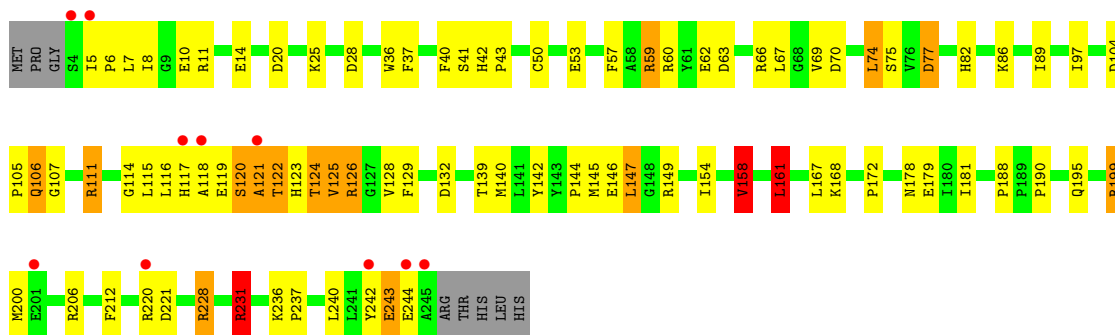 MET PRO GLY S4 I5 P6 L7 I8 G9 E10 R11 E14 D20 K25 D28 W36 F37 F40 S41 H42 P43 C50 E53 F57 A58 R59 R60 Y61 E62 D63 R66 L67 G68 V69 D70 L74 S75 V76 D77 H82 K86 I89 I97 D104
P105 Q106 G107 R111 G114 L115 L116 H117 A118 E119 S120 A121 T122 H123 T124 V125 R126 G127 V128 F129 D132 T139 M140 L141 Y142 Y143 P144 M145 E146 L147 G148 R149 I154 V158 L161 L167 K168 P172 N178 E179 I180 I181 P188 P189 P190 Q195
M200 E201 R206 F212 R220 D221 R228 R231 K236 P237 L240 L241 Y242 E243 E244 A245 ARG THR HIS LEU HIS